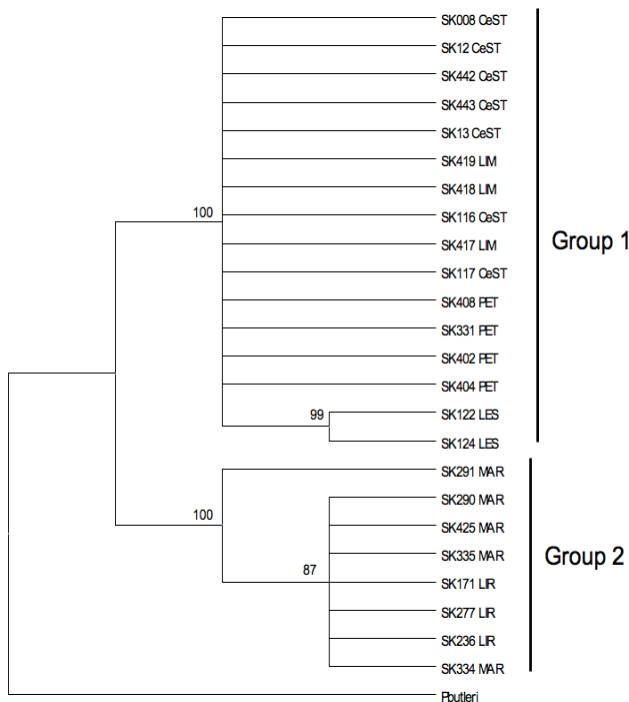 SK008 CeST
SK12 CeST
SK442 CeST
SK443 CeST
SK13 CeST
SK419 LIM
SK418 LIM
100
SK116 CeST
SK417 LIM
Group 1
SK117 CeST
SK408 PET
SK331 PET
SK402 PET
SK404 PET
99
SK122 LES
SK124 LES
SK291 MAR
SK290 MAR
100
SK425 MAR
SK335 MAR
Group 2
87
SK171 LIR
SK277 LIR
SK236 LIR
SK334 MAR
Pbutleri